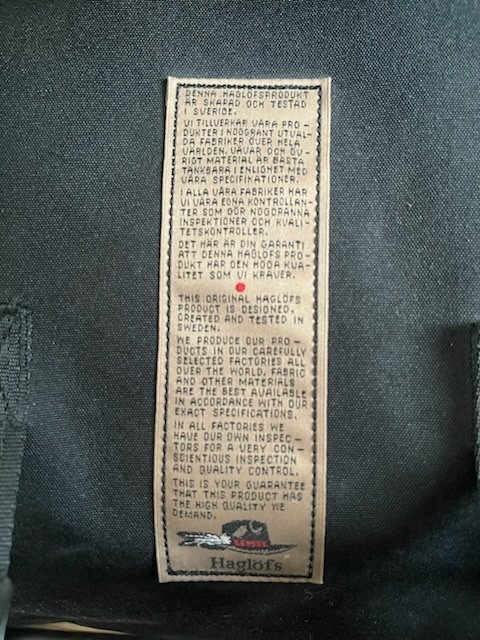 DENNA HAGLÖFSPRODUKT
ÄR SKAPAD OCH TESTAD
I SVERIGE.
VI TILLVERKAR VÅRA PRO-
DUKTER I NOGGRANT UTVAL-
DA FABRIKER ÖVER HELA
VÄRLDEN. VÄVAR OCH ÖV-
RIGT MATERIAL ÄR BÄSTA
TÄNKBARA I ENLIGHET MED
VÅRA SPECIFIKATIONER.
I ALLA VÅRA FABRIKER HAR
VI VÅRA EGNA KONTROLLAN-
TER SOM GÖR NOGGRANNA
INSPEKTIONER OCH KVALI-
TETSKONTROLLER.
DET HÄR ÄR DIN GARANTI
ATT DENNA HAGLÖFS PRO-
DUKT HAR DEN HÖGA KVA-
LITET SOM VI KRÄVER.
THIS ORIGINAL HAGLÖFS
PRODUCT IS DESIGNED,
CREATED AND TESTED IN
SWEDEN.
WE PRODUCE OUR PRO-
DUCTS IN OUR CAREFULLY
SELECTED FACTORIES ALL
OVER THE WORLD. FABRIC
AND OTHER MATERIALS
ARE THE BEST AVAILABLE
IN ACCORDANCE WITH OUR
EXACT SPECIFICATIONS.
IN ALL FACTORIES WE
HAVE OUR OWN INSPEC-
TORS FOR A VERY CON-
SCIENTIOUS INSPECTION
AND QUALITY CONTROL.
THIS IS YOUR GUARANTEE
THAT THIS PRODUCT HAS
THE HIGH QUALITY WE
DEMAND.
Haglöfs